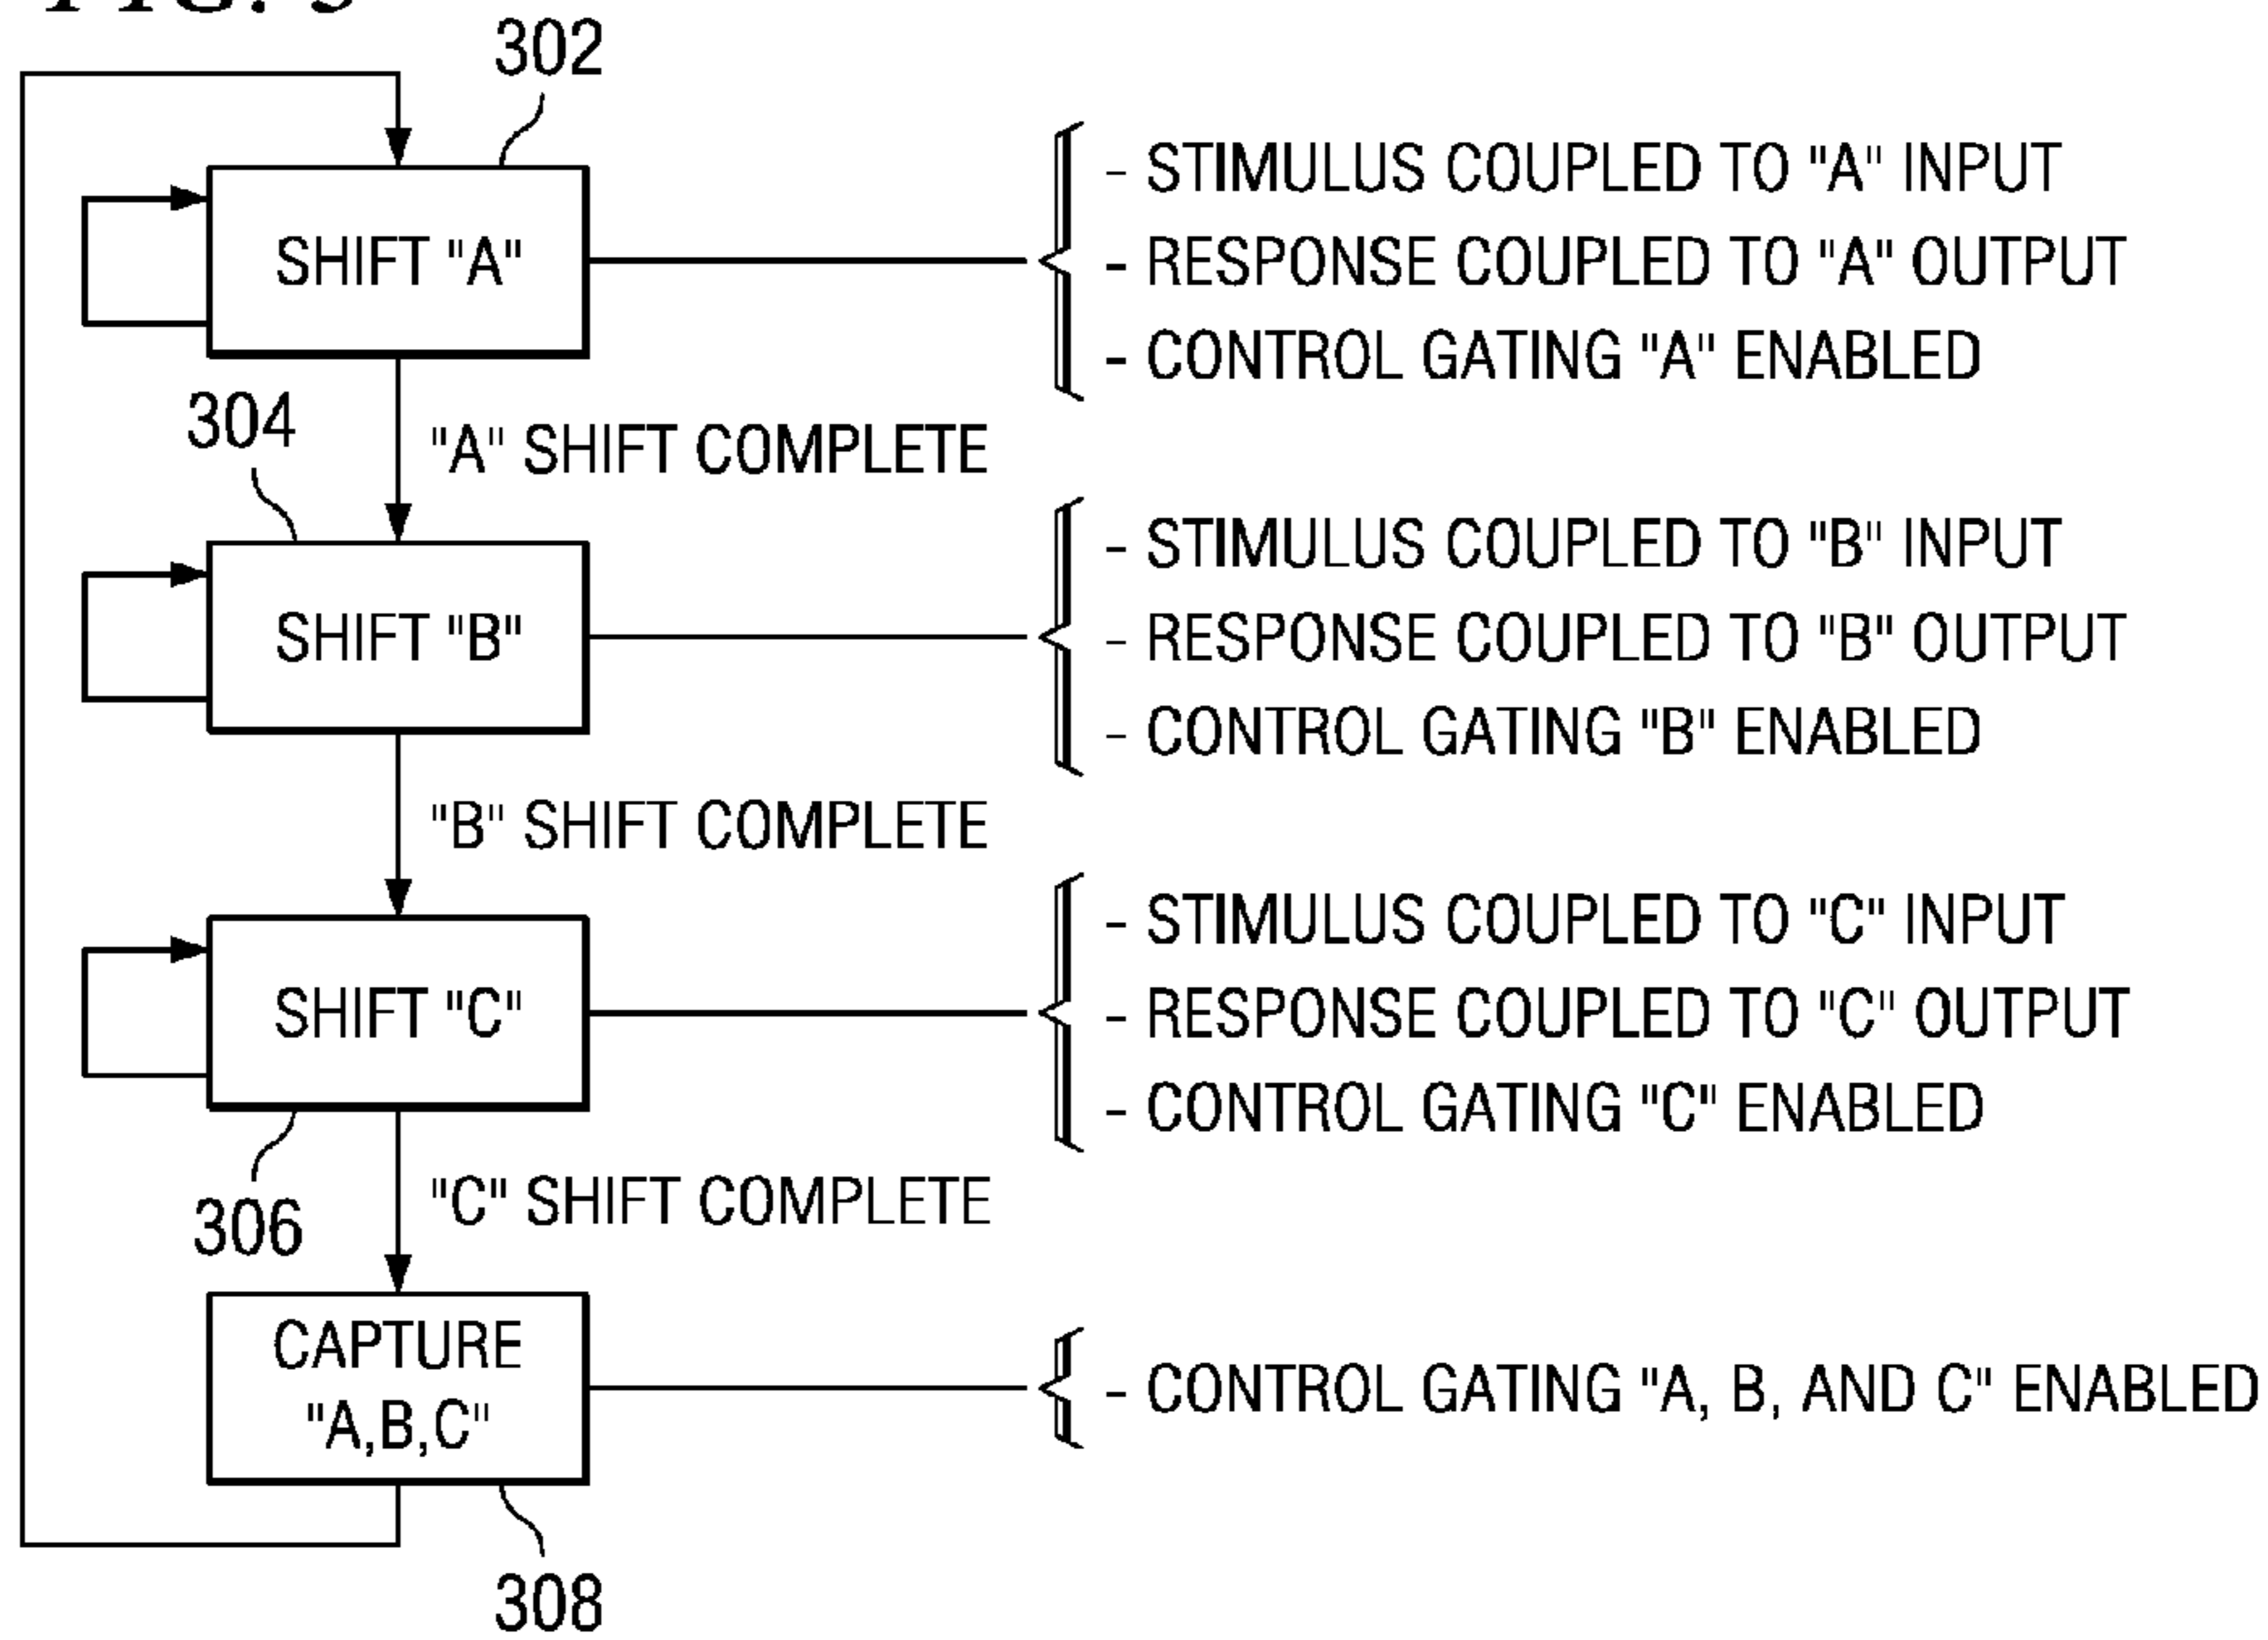 302
SHIFT "A"
- STIMULUS COUPLED TO "A" INPUT
- RESPONSE COUPLED TO "A" OUTPUT
- CONTROL GATING "A" ENABLED
304
"A" SHIFT COMPLETE
SHIFT "B"
- STIMULUS COUPLED TO "B" INPUT
- RESPONSE COUPLED TO "B" OUTPUT
- CONTROL GATING "B" ENABLED
"B" SHIFT COMPLETE
SHIFT "C"
- STIMULUS COUPLED TO "C" INPUT
- RESPONSE COUPLED TO "C" OUTPUT
- CONTROL GATING "C" ENABLED
306
"C" SHIFT COMPLETE
CAPTURE
"A,B,C"
- CONTROL GATING "A, B, AND C" ENABLED
308